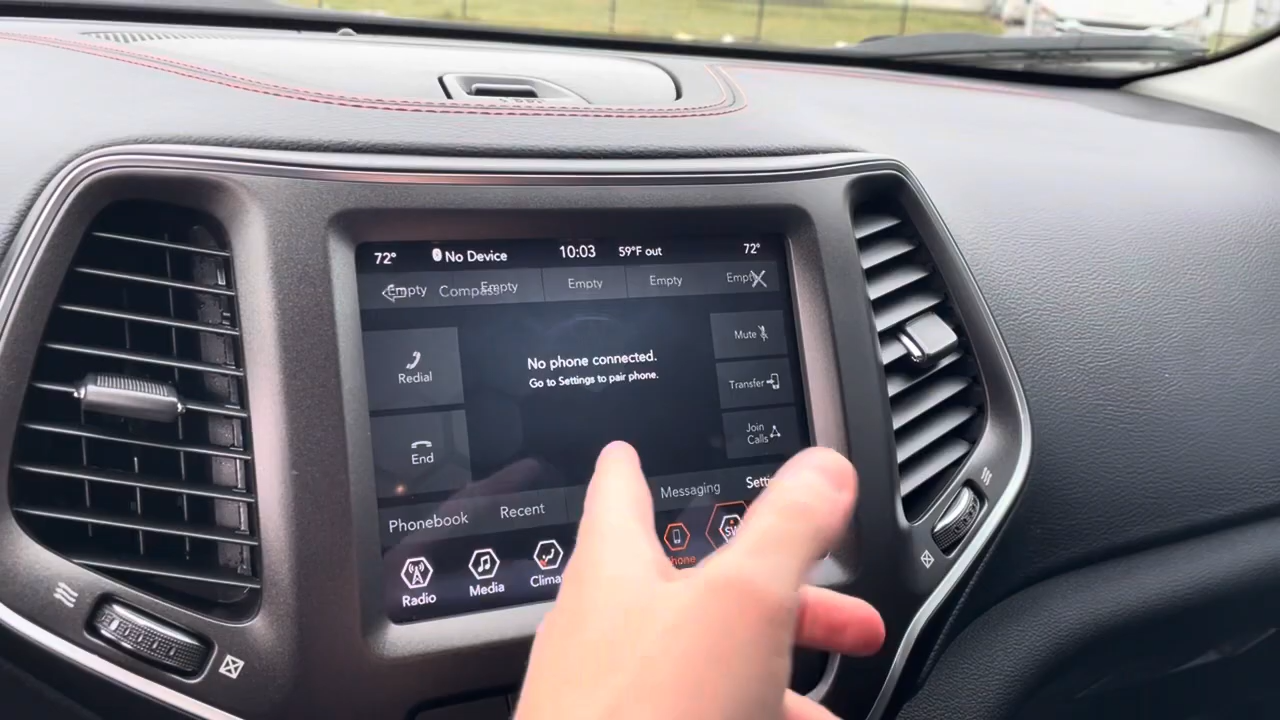 72° No Device 10:03 59°F out 72°
Empty Compass Empty Empty Empty Empty
Redial
End
No phone connected.
Go to Settings to pair phone.
Mute
Transfer
Join
Calls
Phonebook Recent Messaging
Radio Media